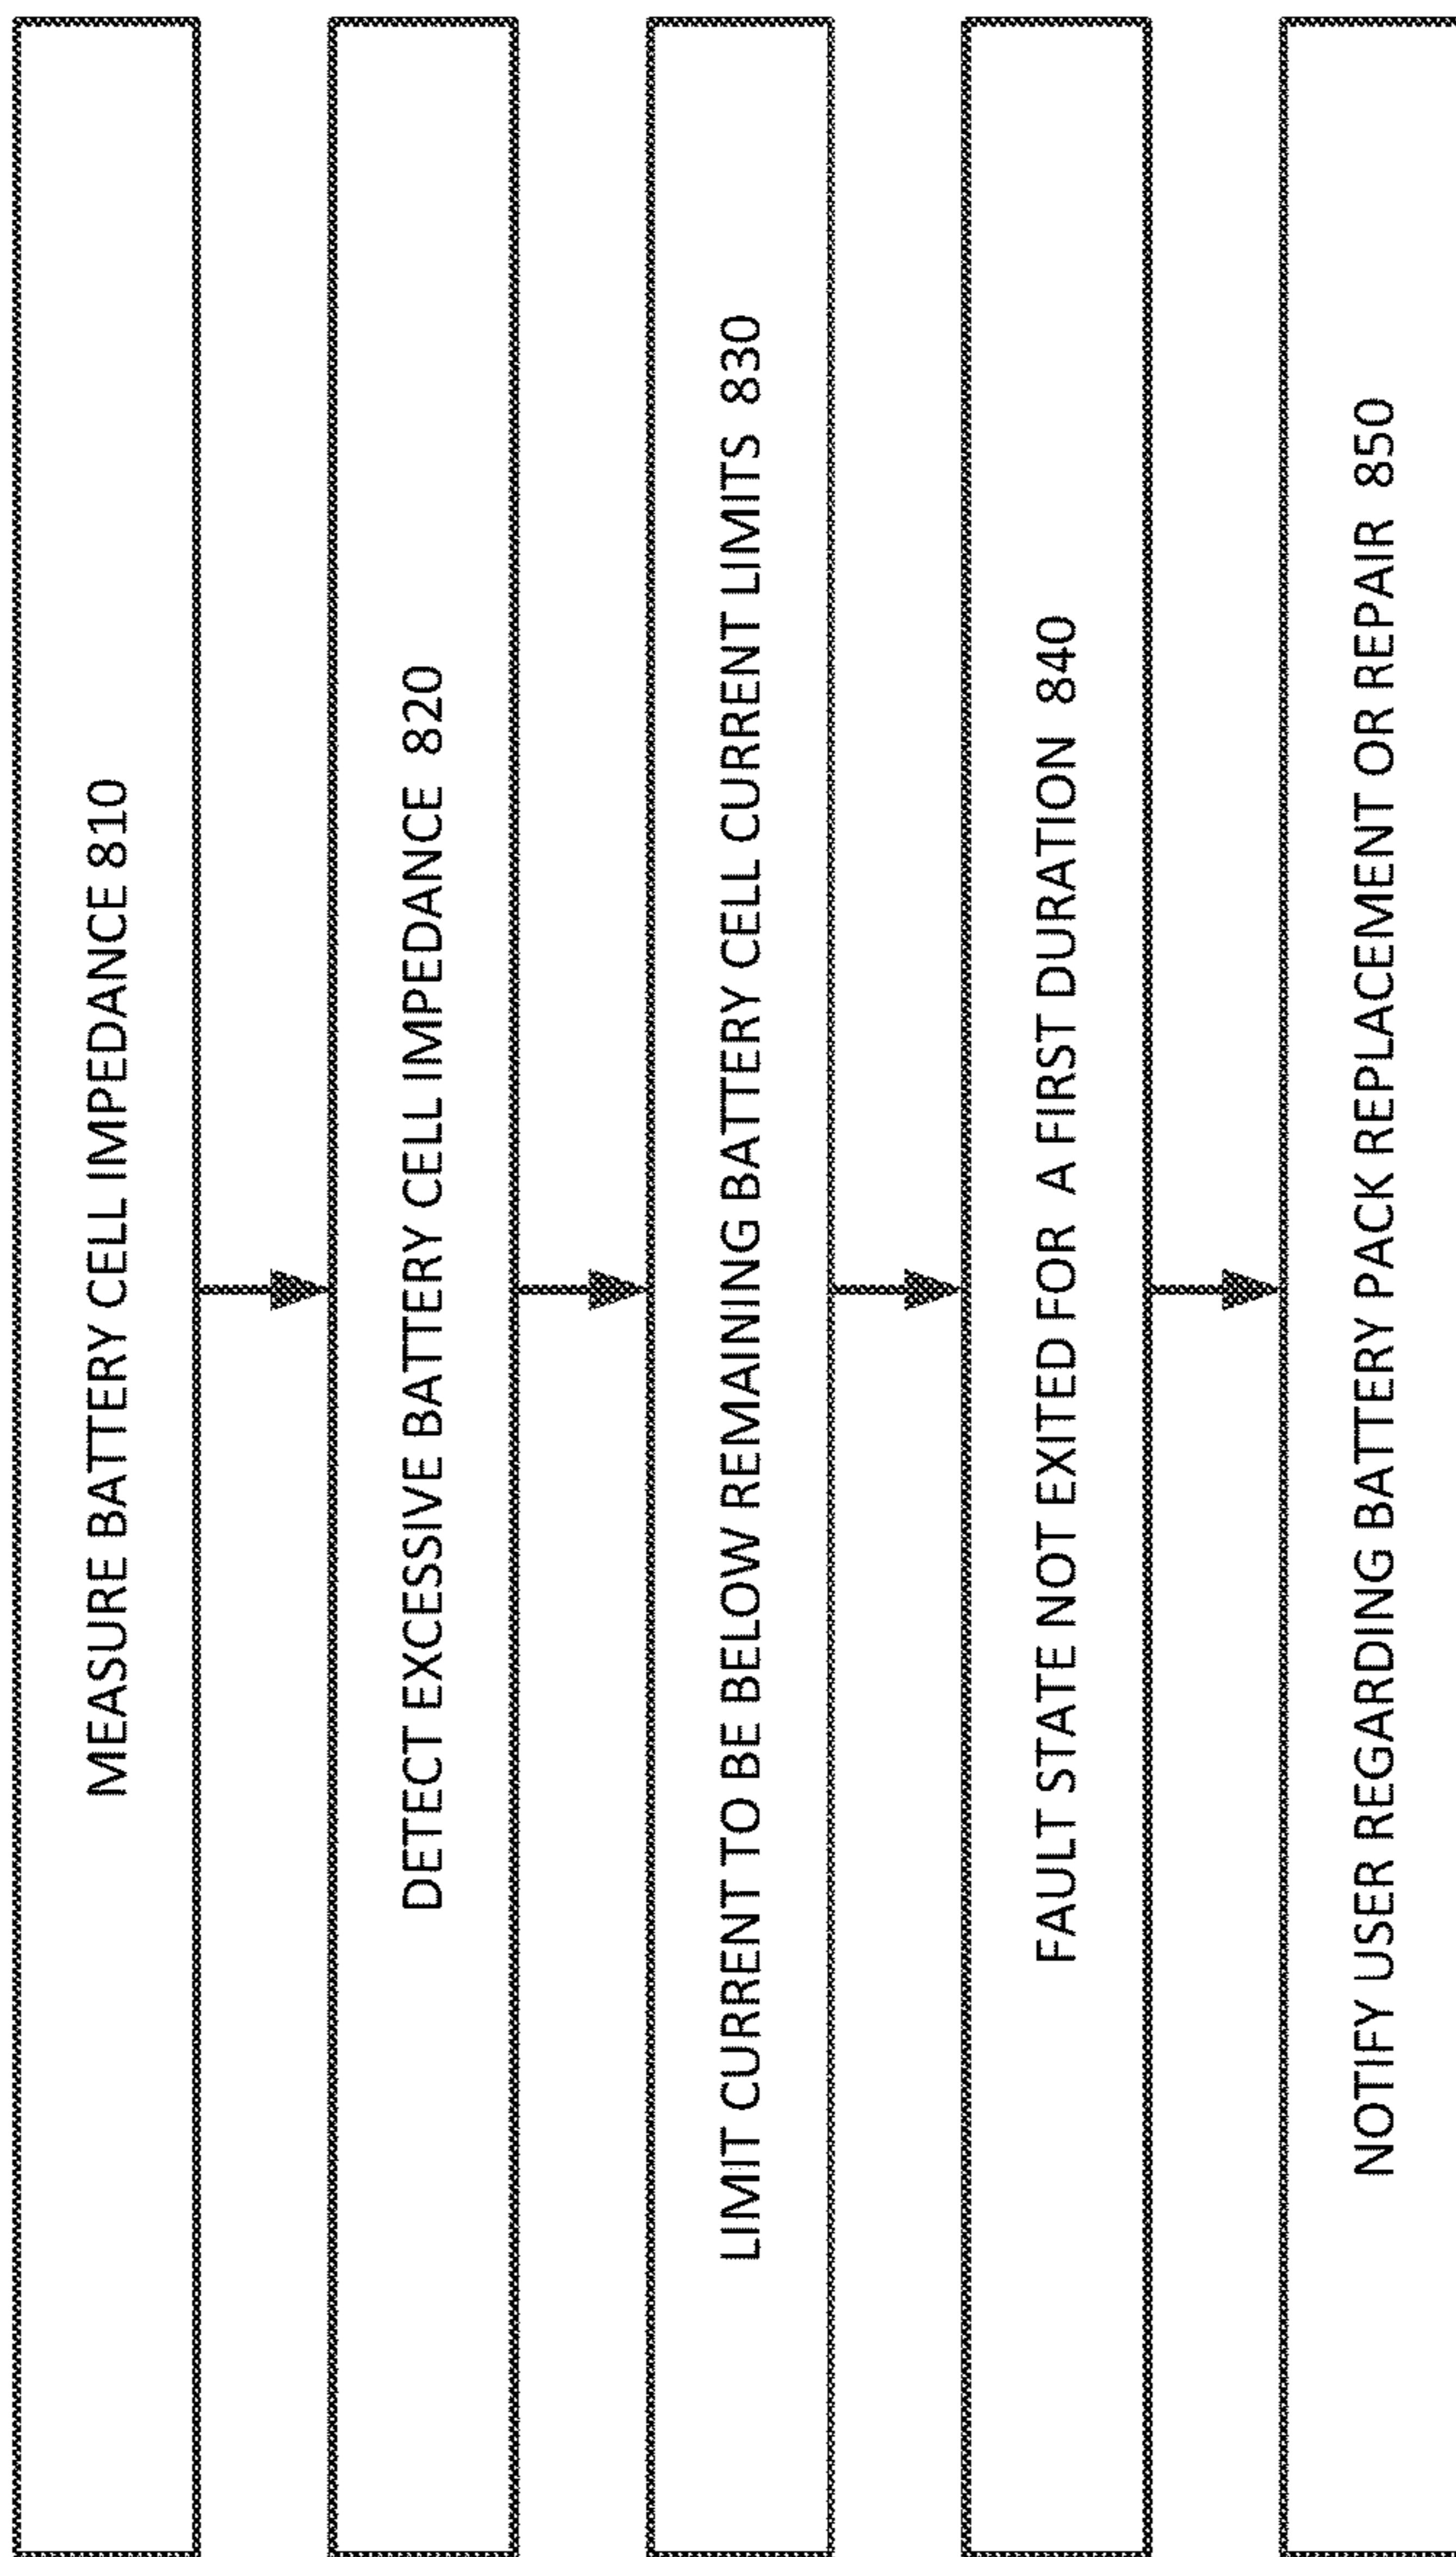 MEASURE BATTERY CELL IMPEDANCE 810
DETECT EXCESSIVE BATTERY CELL IMPEDANCE 820
LIMIT CURRENT TO BE BELOW REMAINING BATTERY CELL CURRENT LIMITS 830
FAULT STATE NOT EXITED FOR A FIRST DURATION 840
NOTIFY USER REGARDING BATTERY PACK REPLACEMENT OR REPAIR 850